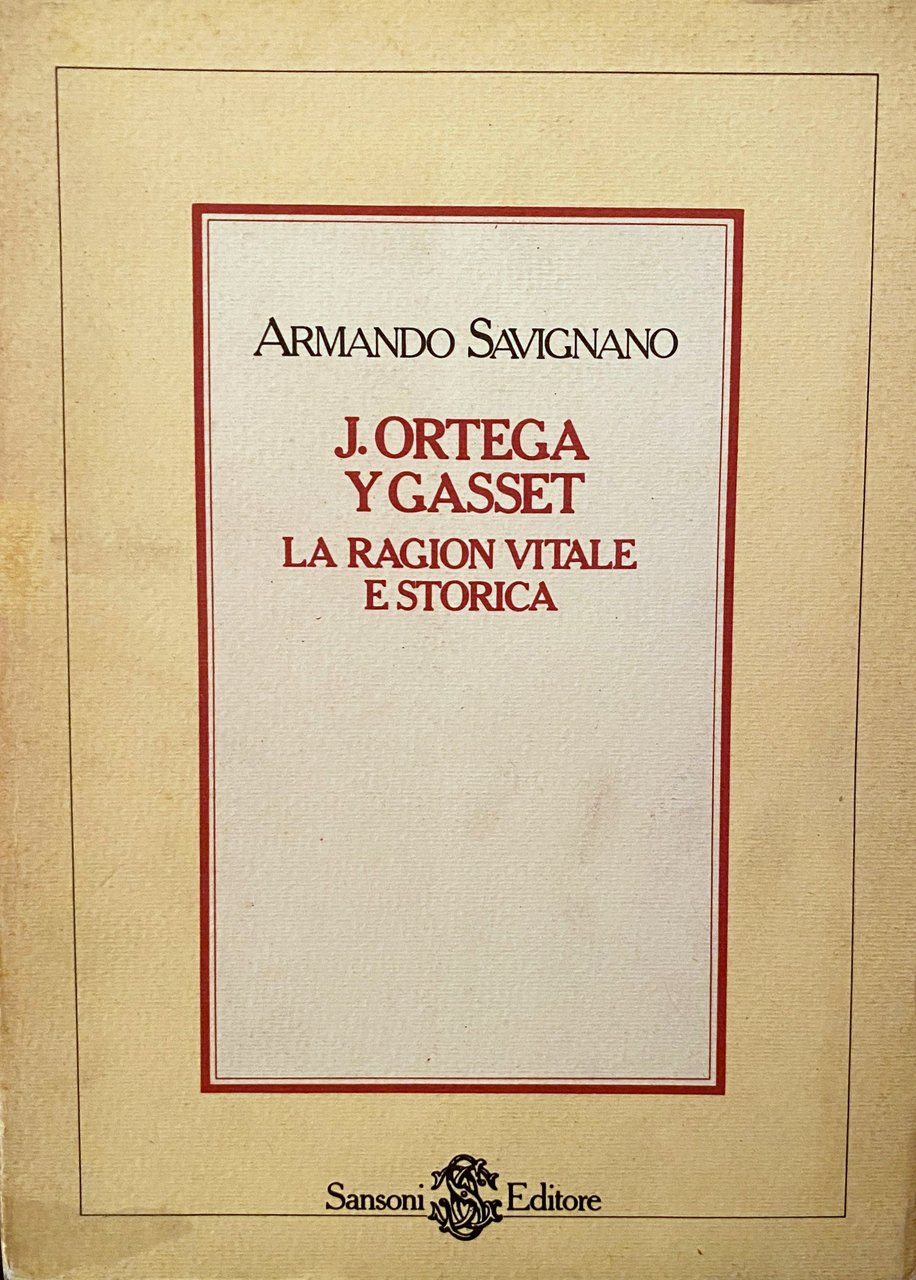 ARMANDO SAVIGNANO
J. ORTEGA
Y GASSET
LA RAGION VITALE
E STORICA
Sansoni Editore